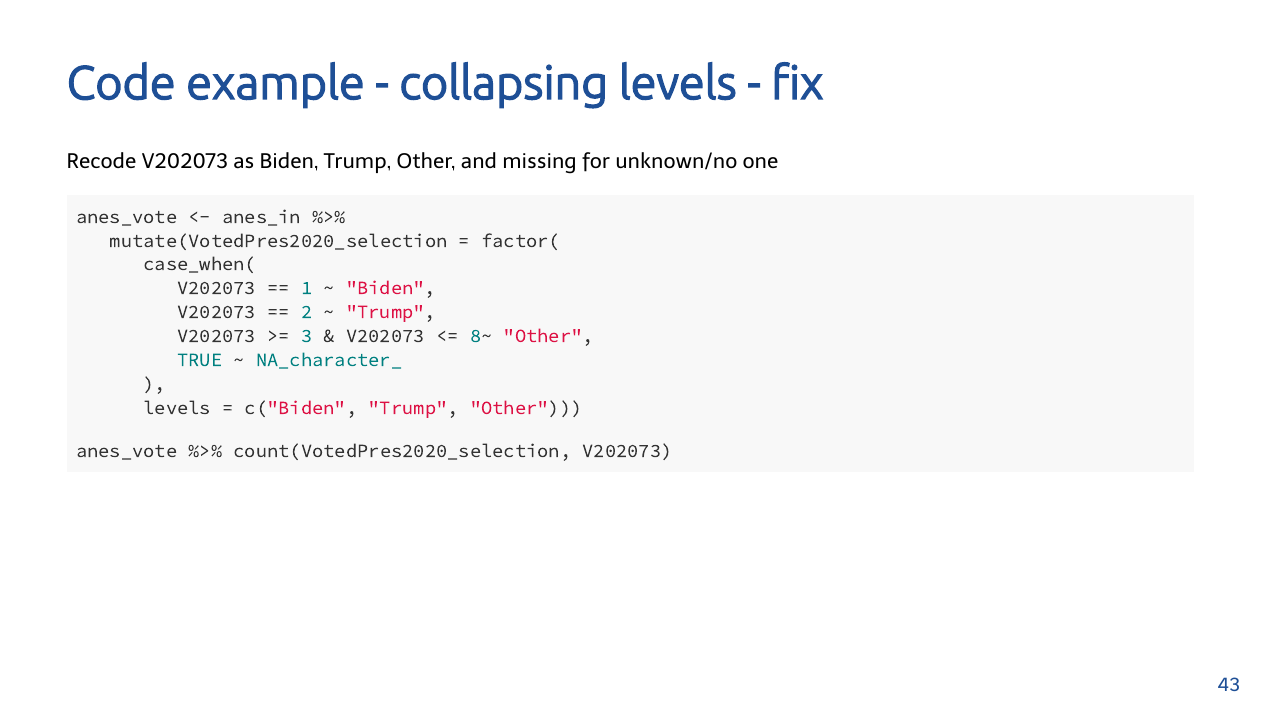 Code example - collapsing levels - fix
Recode V202073 as Biden, Trump, Other, and missing for unknown/no one
anes_vote <- anes_in %>%
   mutate(VotedPres2020_selection = factor(
      case_when(
         V202073 == 1 ~ "Biden",
         V202073 == 2 ~ "Trump",
         V202073 >= 3 & V202073 <= 8~ "Other",
         TRUE ~ NA_character_
      ),
      levels = c("Biden", "Trump", "Other")))
anes_vote %>% count(VotedPres2020_selection, V202073)
43